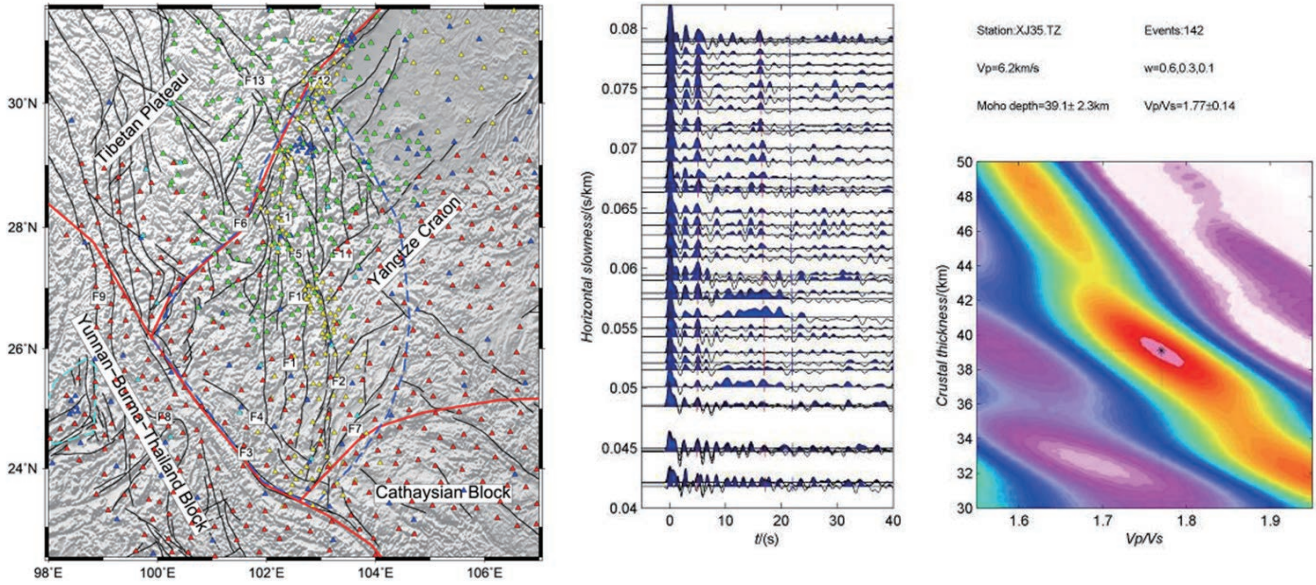 30°N
28°N
26°N
24°N
98°E
100°E
102°E
104°E
106°E
Tibetan Plateau
Yangtze Craton
Yunnan-Burma-Thailand Block
Cathaysian Block
F13
F12
F6
F5
F11
F1
F9
F1
F2
F4
F8
F7
F3
Horizontal slowness/(s/km)
0.08
0.075
0.07
0.065
0.06
0.055
0.05
0.045
0.04
0
10
20
30
40
t/(s)
Station:XJ35.TZ
Events:142
Vp=6.2km/s
w=0.6,0.3,0.1
Moho depth=39.1± 2.3km
Vp/Vs=1.77±0.14
Crustal thickness/(km)
50
48
46
44
42
40
38
36
34
32
30
1.6
1.7
1.8
1.9
Vp/Vs